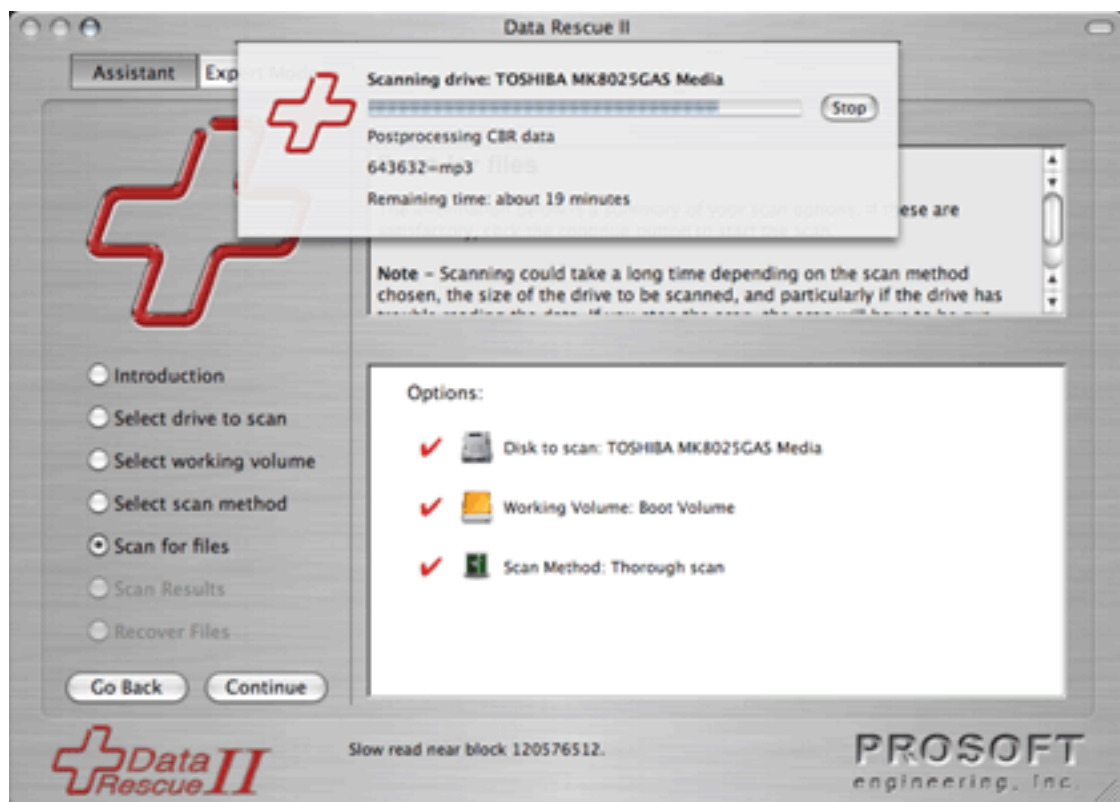 Data Rescue II
Assistant
Exp
Scanning drive: TOSHIBA MK8025GAS Media
Stop
Postprocessing CBR data
643632=mp3
Remaining time: about 19 minutes
files
ese are
Note – Scanning could take a long time depending on the scan method
chosen, the size of the drive to be scanned, and particularly if the drive has
Introduction
Select drive to scan
Select working volume
Select scan method
Scan for files
Scan Results
Recover Files
Go Back
Continue
Options:
Disk to scan: TOSHIBA MK8025GAS Media
Working Volume: Boot Volume
Scan Method: Thorough scan
Data
Rescue II
Slow read near block 120576512.
PROSOFT
engineering, inc.